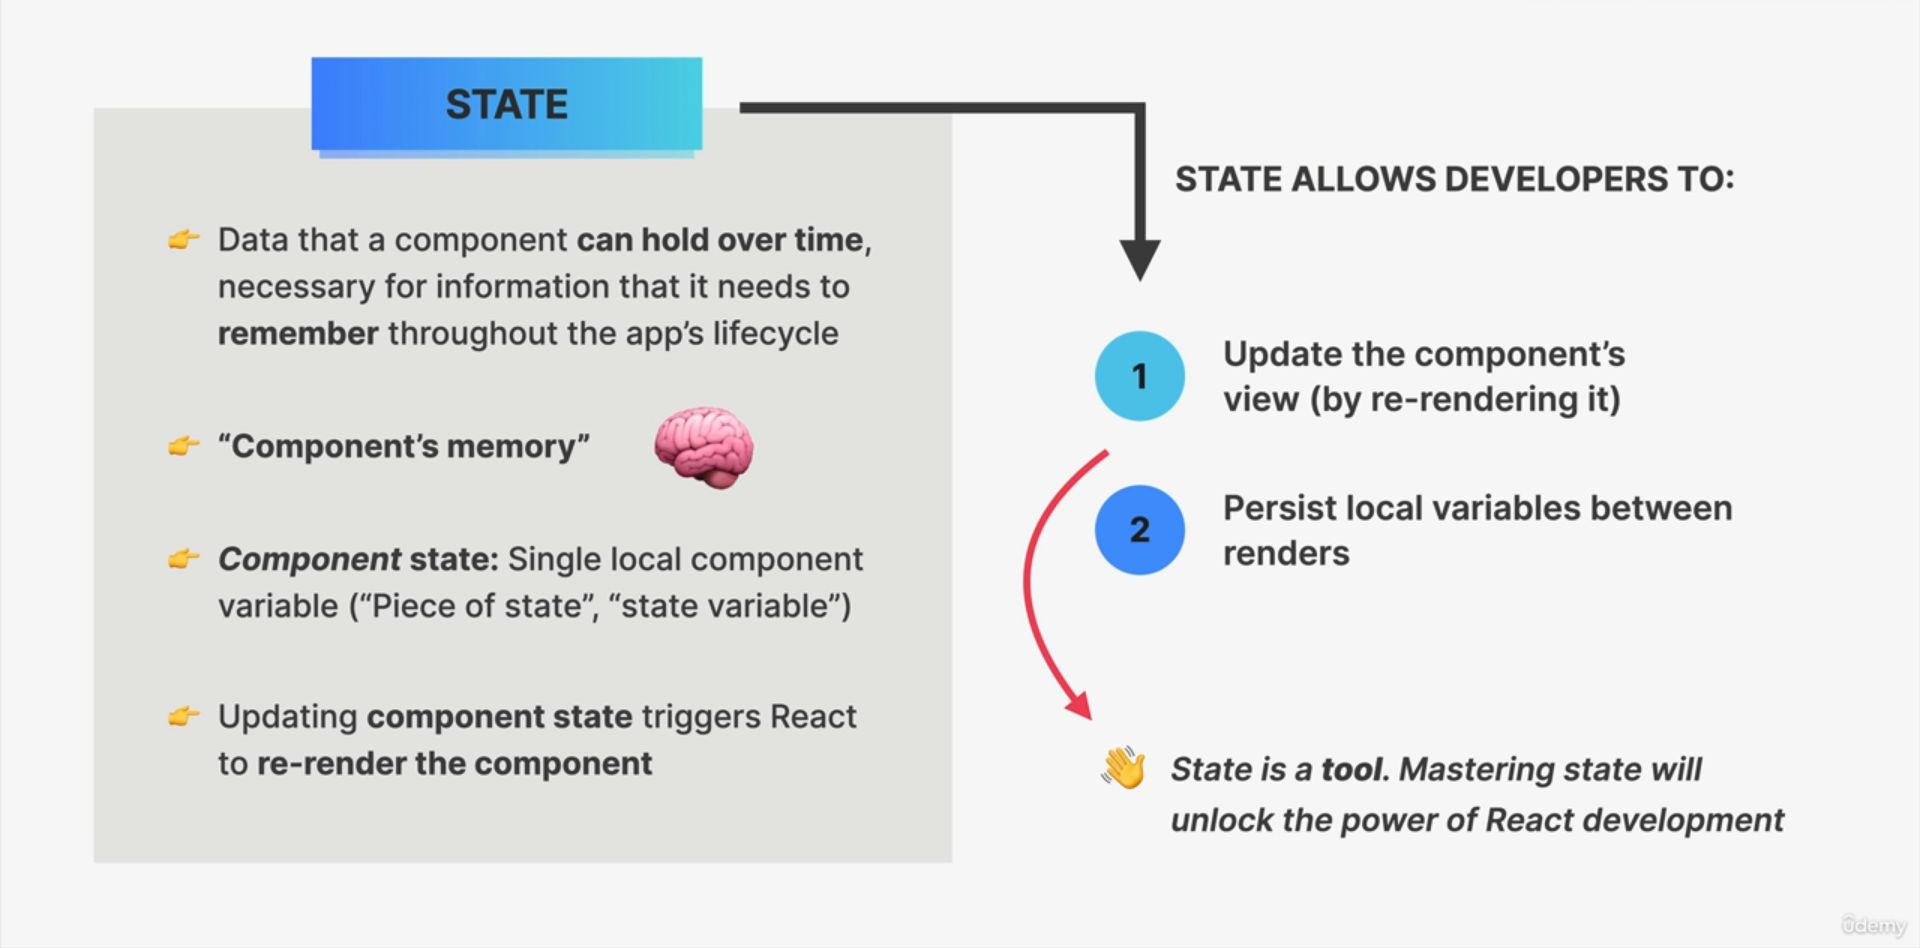 STATE
Data that a component can hold over time,
necessary for information that it needs to
remember throughout the app’s lifecycle
“Component’s memory”
Component state: Single local component
variable (“Piece of state”, “state variable”)
Updating component state triggers React
to re-render the component
STATE ALLOWS DEVELOPERS TO:
1
Update the component’s
view (by re-rendering it)
2
Persist local variables between
renders
State is a tool. Mastering state will
unlock the power of React development
ûdemy